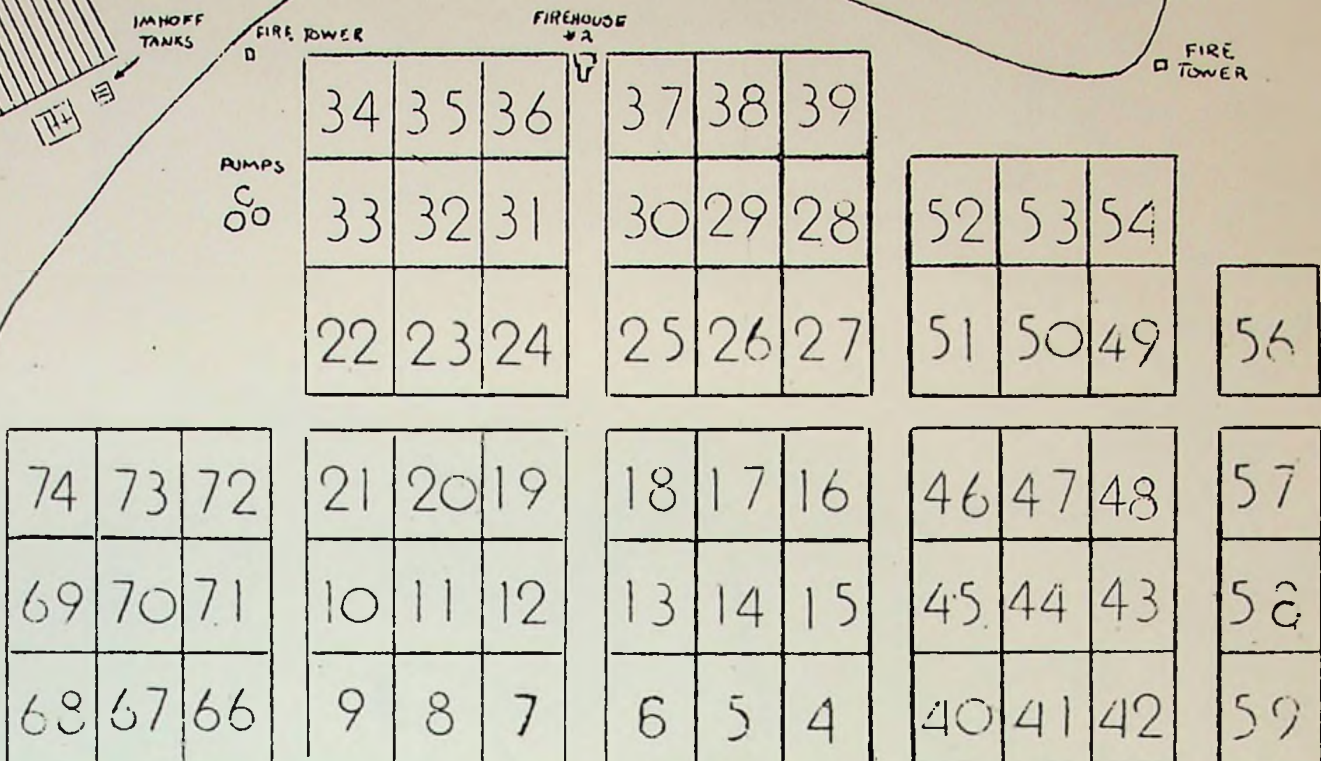 IMHOFF
TANKS
FIRE TOWER
FIREHOUSE
#2
FIRE
TOWER
PUMPS
34 35 36 37 38 39
33 32 31 30 29 28 52 53 54
22 23 24 25 26 27 51 50 49 56
74 73 72 21 20 19 18 17 16 46 47 48 57
69 70 71 10 11 12 13 14 15 45 44 43 58
68 67 66 9 8 7 6 5 4 40 41 42 59